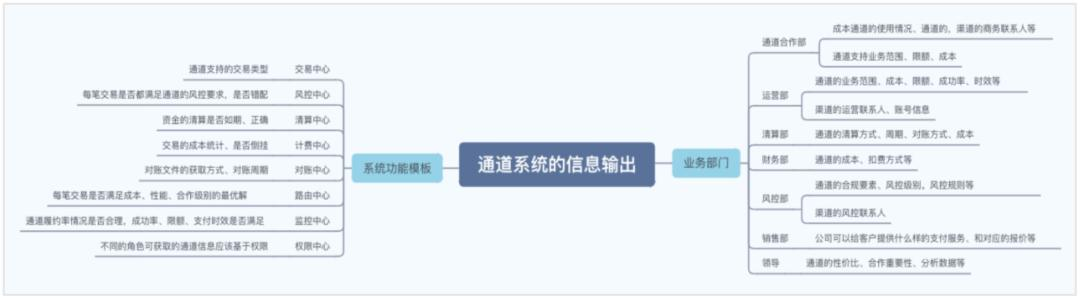 通道系统的信息输出
系统功能模板
通道支持的交易类型 交易中心
每笔交易是否都满足通道的风控要求，是否错配 风控中心
资金的清算是否如期、正确 清算中心
交易的成本统计、是否倒挂 计费中心
对账文件的获取方式、对账周期 对账中心
每笔交易是否满足成本、性能、合作级别的最优解 路由中心
通道履约率情况是否合理，成功率、限额、支付时效是否满足 监控中心
不同的角色可获取的通道信息应该基于权限 权限中心
业务部门
通道合作部
成本通道的使用情况、通道的，渠道的商务联系人等
通道支持业务范围、限额、成本
运营部
通道的业务范围、成本、限额、成功率、时效等
渠道的运营联系人、账号信息
清算部 通道的清算方式、周期、对账方式、成本
财务部 通道的成本、扣费方式等
风控部
通道的合规要素、风控级别，风控规则等
渠道的风控联系人
销售部 公司可以给客户提供什么样的支付服务、和对应的报价等
领导 通道的性价比、合作重要性、分析数据等